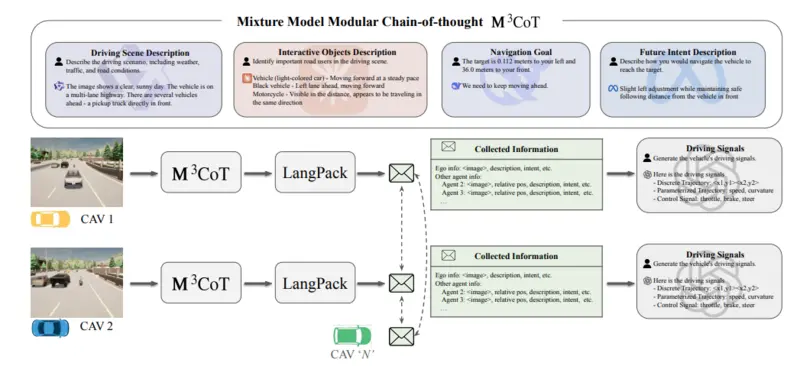 Mixture Model Modular Chain-of-thought M³CoT
Driving Scene Description
Describe the driving scenario, including weather,
traffic, and road conditions.
The image shows a clear, sunny day. The vehicle is on
a multi-lane highway. There are several vehicles
ahead - a pickup truck directly in front.
Interactive Objects Description
Identify important road users in the driving scene.
Vehicle (light-colored car) - Moving forward at a steady pace
Black vehicle - Left lane ahead, moving forward
Motorcycle - Visible in the distance, appears to be traveling in
the same direction
Navigation Goal
The target is 0.112 meters to your left and
36.0 meters to your front.
We need to keep moving ahead.
Future Intent Description
Describe how you would navigate the vehicle to
reach the target.
Slight left adjustment while maintaining safe
following distance from the vehicle in front
CAV 1
M³CoT
LangPack
Collected Information
Ego info: <image>, description, intent, etc.
Other agent info:
Agent 2: <image>, relative pos, description, intent, etc.
Agent 3: <image>, relative pos, description, intent, etc.
...
Driving Signals
Generate the vehicle's driving signals.
Here is the driving signals
- Discrete Trajectory: <x1,y1><x2,y2>
- Parameterized Trajectory: speed, curvature
- Control Signal: throttle, brake, steer
CAV 2
M³CoT
LangPack
Collected Information
Ego info: <image>, description, intent, etc.
Other agent info:
Agent 2: <image>, relative pos, description, intent, etc.
Agent 3: <image>, relative pos, description, intent, etc.
...
Driving Signals
Generate the vehicle's driving signals.
Here is the driving signals
- Discrete Trajectory: <x1,y1><x2,y2>
- Parameterized Trajectory: speed, curvature
- Control Signal: throttle, brake, steer
CAV 'N'